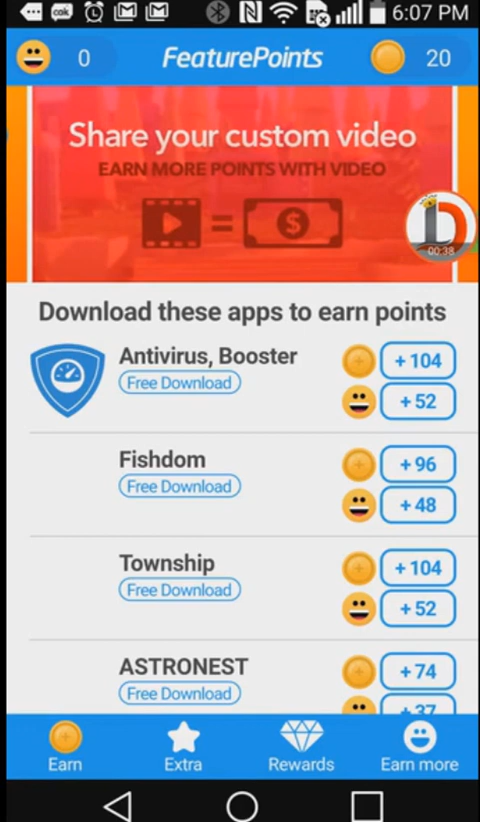 cok 6:07 PM
0 FeaturePoints 20
Share your custom video
EARN MORE POINTS WITH VIDEO
= $
00:38
Download these apps to earn points
Antivirus, Booster
Free Download
+ 104
+ 52
Fishdom
Free Download
+ 96
+ 48
Township
Free Download
+ 104
+ 52
ASTRONEST
Free Download
+ 74
+ 37
Earn Extra Rewards Earn more